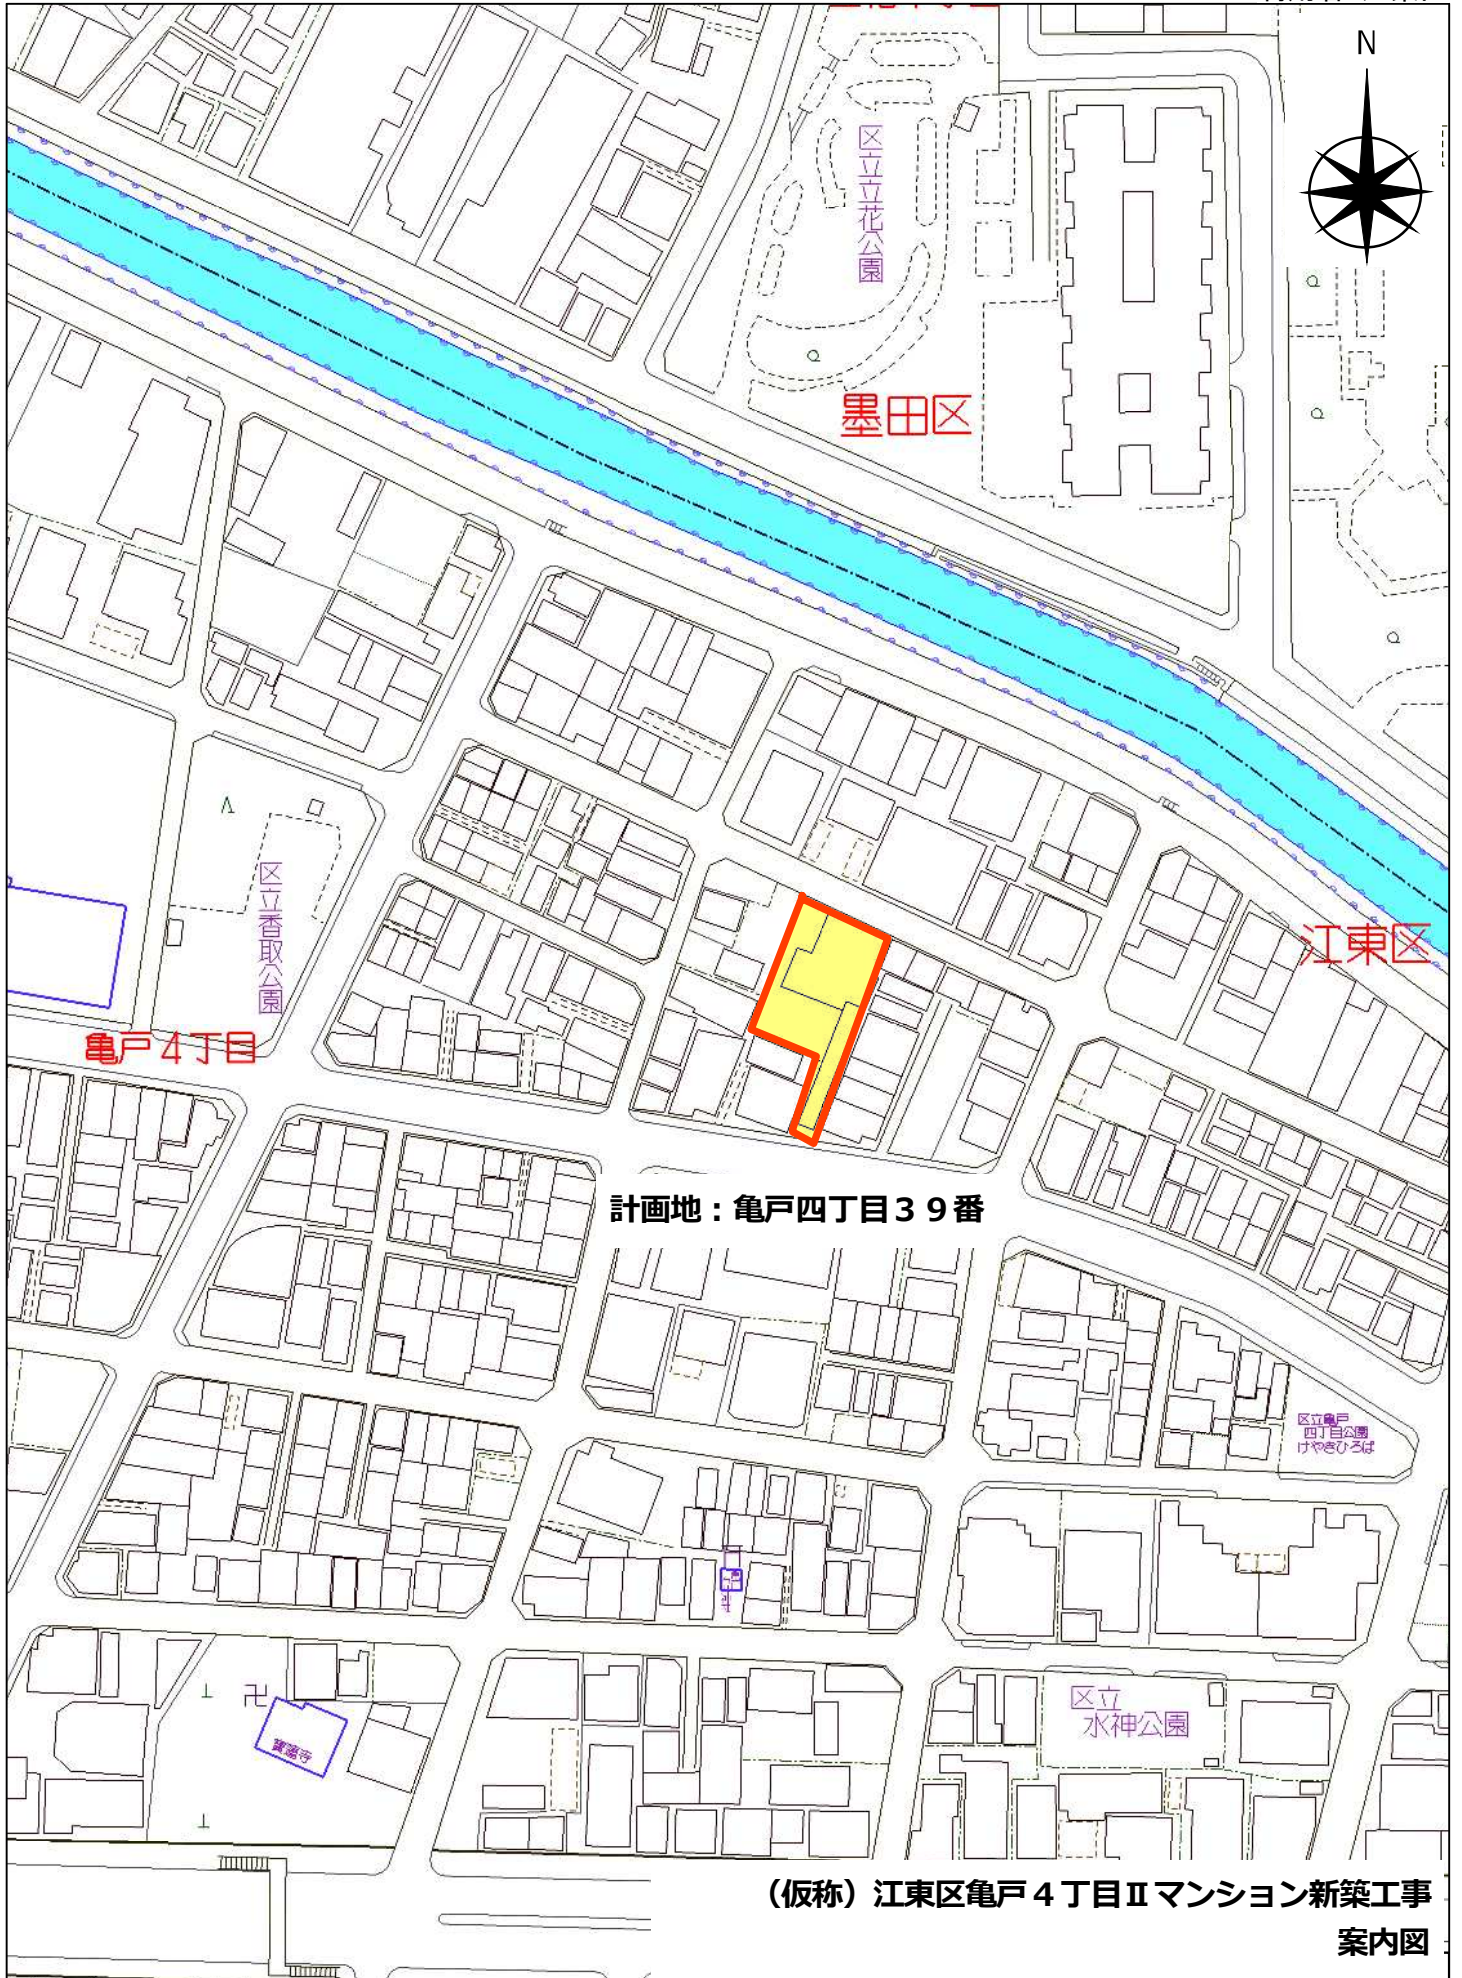 N
区立立花公園
墨田区
江東区
区立香取公園
亀戸4丁目
計画地：亀戸四丁目３９番
区立亀戸
四丁目公園
けやきひろば
卍
区立
水神公園
（仮称）江東区亀戸４丁目Ⅱマンション新築工事
案内図